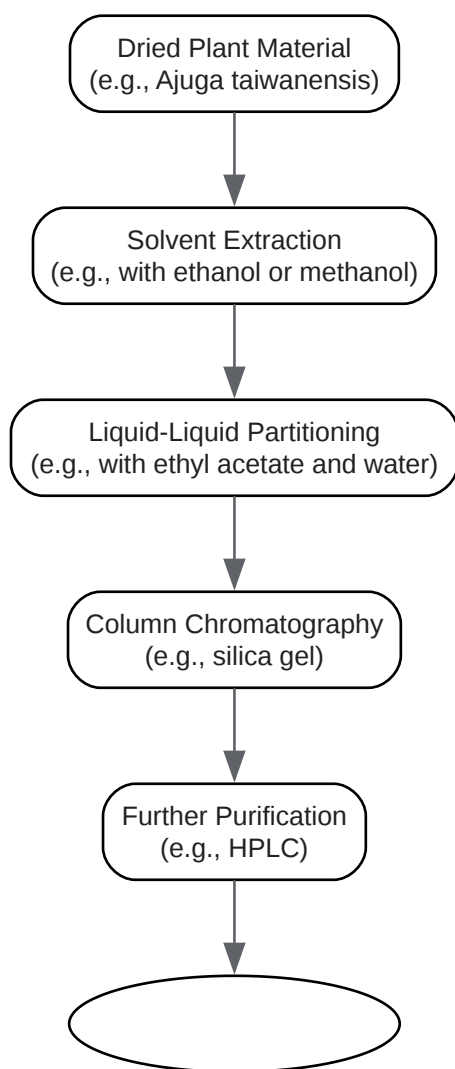 Dried Plant Material
(e.g., Ajuga taiwanensis)
Solvent Extraction
(e.g., with ethanol or methanol)
Liquid-Liquid Partitioning
(e.g., with ethyl acetate and water)
Column Chromatography
(e.g., silica gel)
Further Purification
(e.g., HPLC)